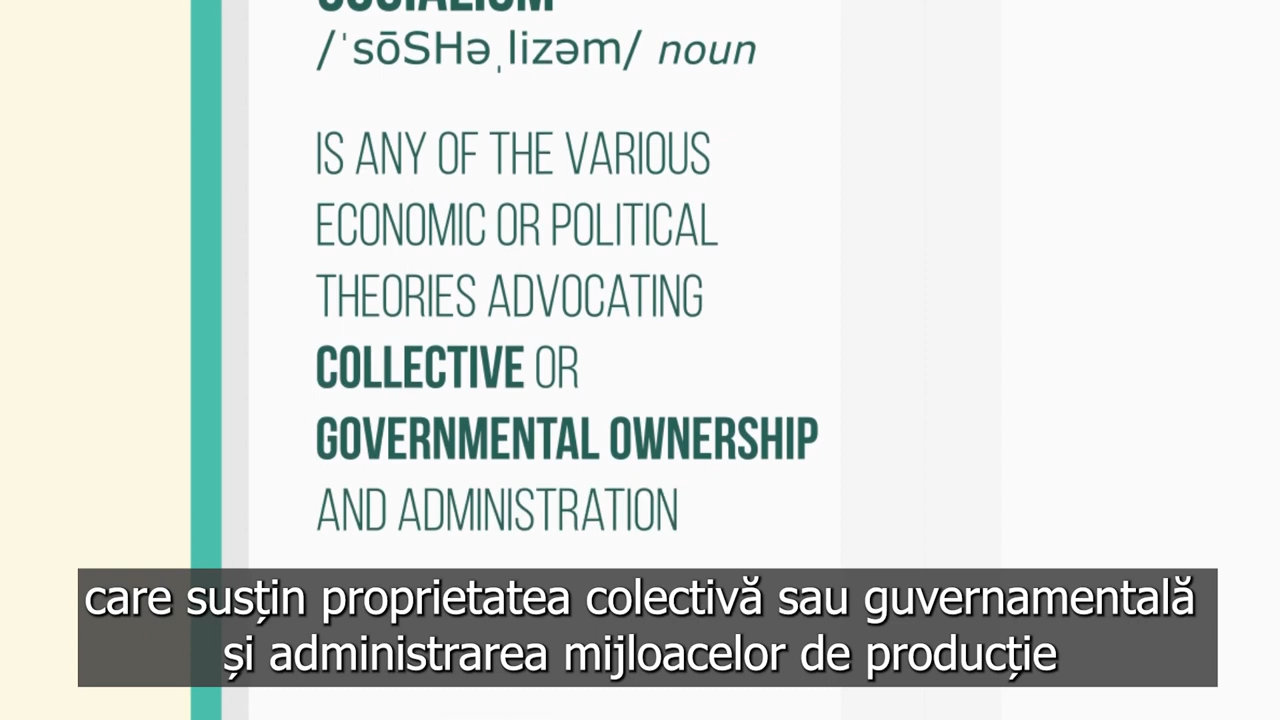 SOCIALISM
/ˈsōSHəˌlizəm/ noun
IS ANY OF THE VARIOUS
ECONOMIC OR POLITICAL
THEORIES ADVOCATING
COLLECTIVE OR
GOVERNMENTAL OWNERSHIP
AND ADMINISTRATION
care susțin proprietatea colectivă sau guvernamentală
și administrarea mijloacelor de producție